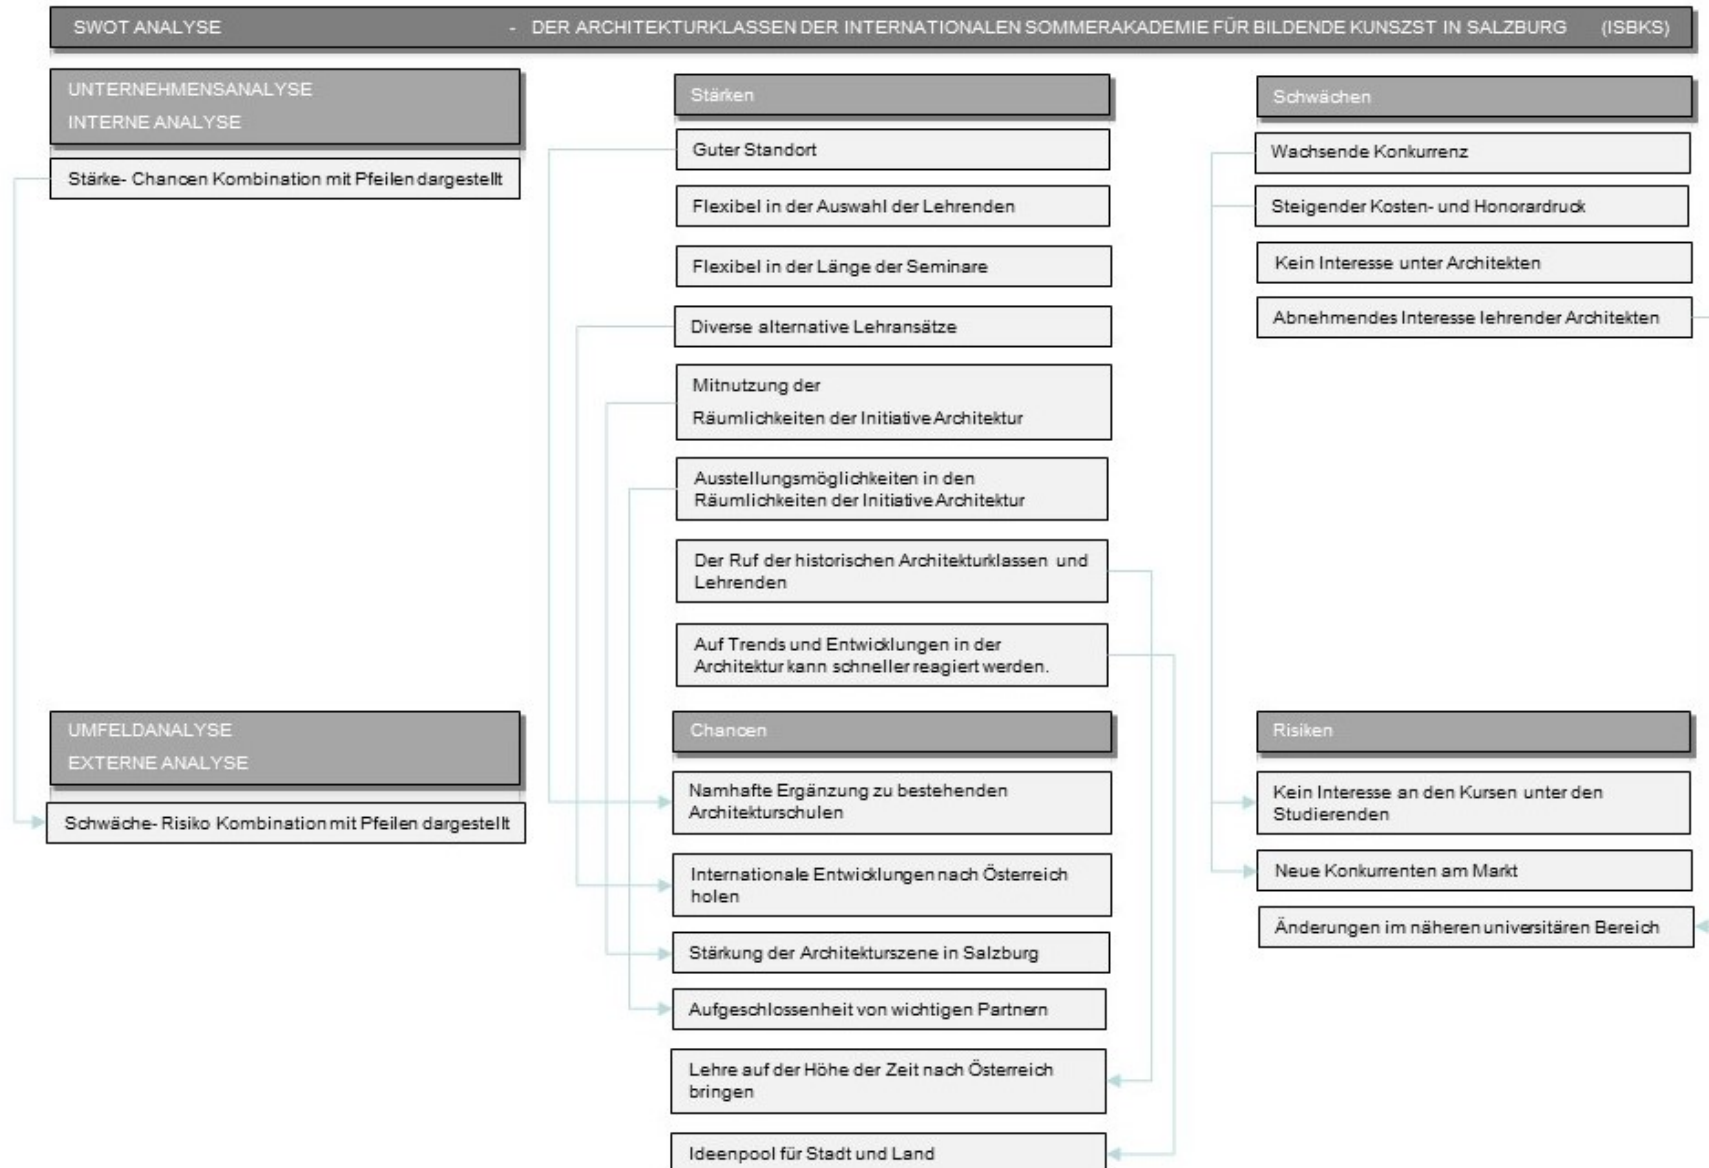 SWOT ANALYSE - DER ARCHITEKTURKLASSEN DER INTERNATIONALEN SOMMERAKADEMIE FÜR BILDENDE KUNSZST IN SALZBURG (ISBKS)
UNTERNEHMENSANALYSE
INTERNE ANALYSE
Stärke- Chancen Kombination mit Pfeilen dargestellt
Stärken
Guter Standort
Flexibel in der Auswahl der Lehrenden
Flexibel in der Länge der Seminare
Diverse alternative Lehransätze
Mitnutzung der
Räumlichkeiten der Initiative Architektur
Ausstellungsmöglichkeiten in den
Räumlichkeiten der Initiative Architektur
Der Ruf der historischen Architekturklassen und
Lehrenden
Auf Trends und Entwicklungen in der
Architektur kann schneller reagiert werden.
Schwächen
Wachsende Konkurrenz
Steigender Kosten- und Honorardruck
Kein Interesse unter Architekten
Abnehmendes Interesse lehrender Architekten
UMFELDANALYSE
EXTERNE ANALYSE
Schwäche- Risiko Kombination mit Pfeilen dargestellt
Chancen
Namhafte Ergänzung zu bestehenden
Architekturschulen
Internationale Entwicklungen nach Österreich
holen
Stärkung der Architekturszene in Salzburg
Aufgeschlossenheit von wichtigen Partnern
Lehre auf der Höhe der Zeit nach Österreich
bringen
Ideenpool für Stadt und Land
Risiken
Kein Interesse an den Kursen unter den
Studierenden
Neue Konkurrenten am Markt
Änderungen im näheren universitären Bereich